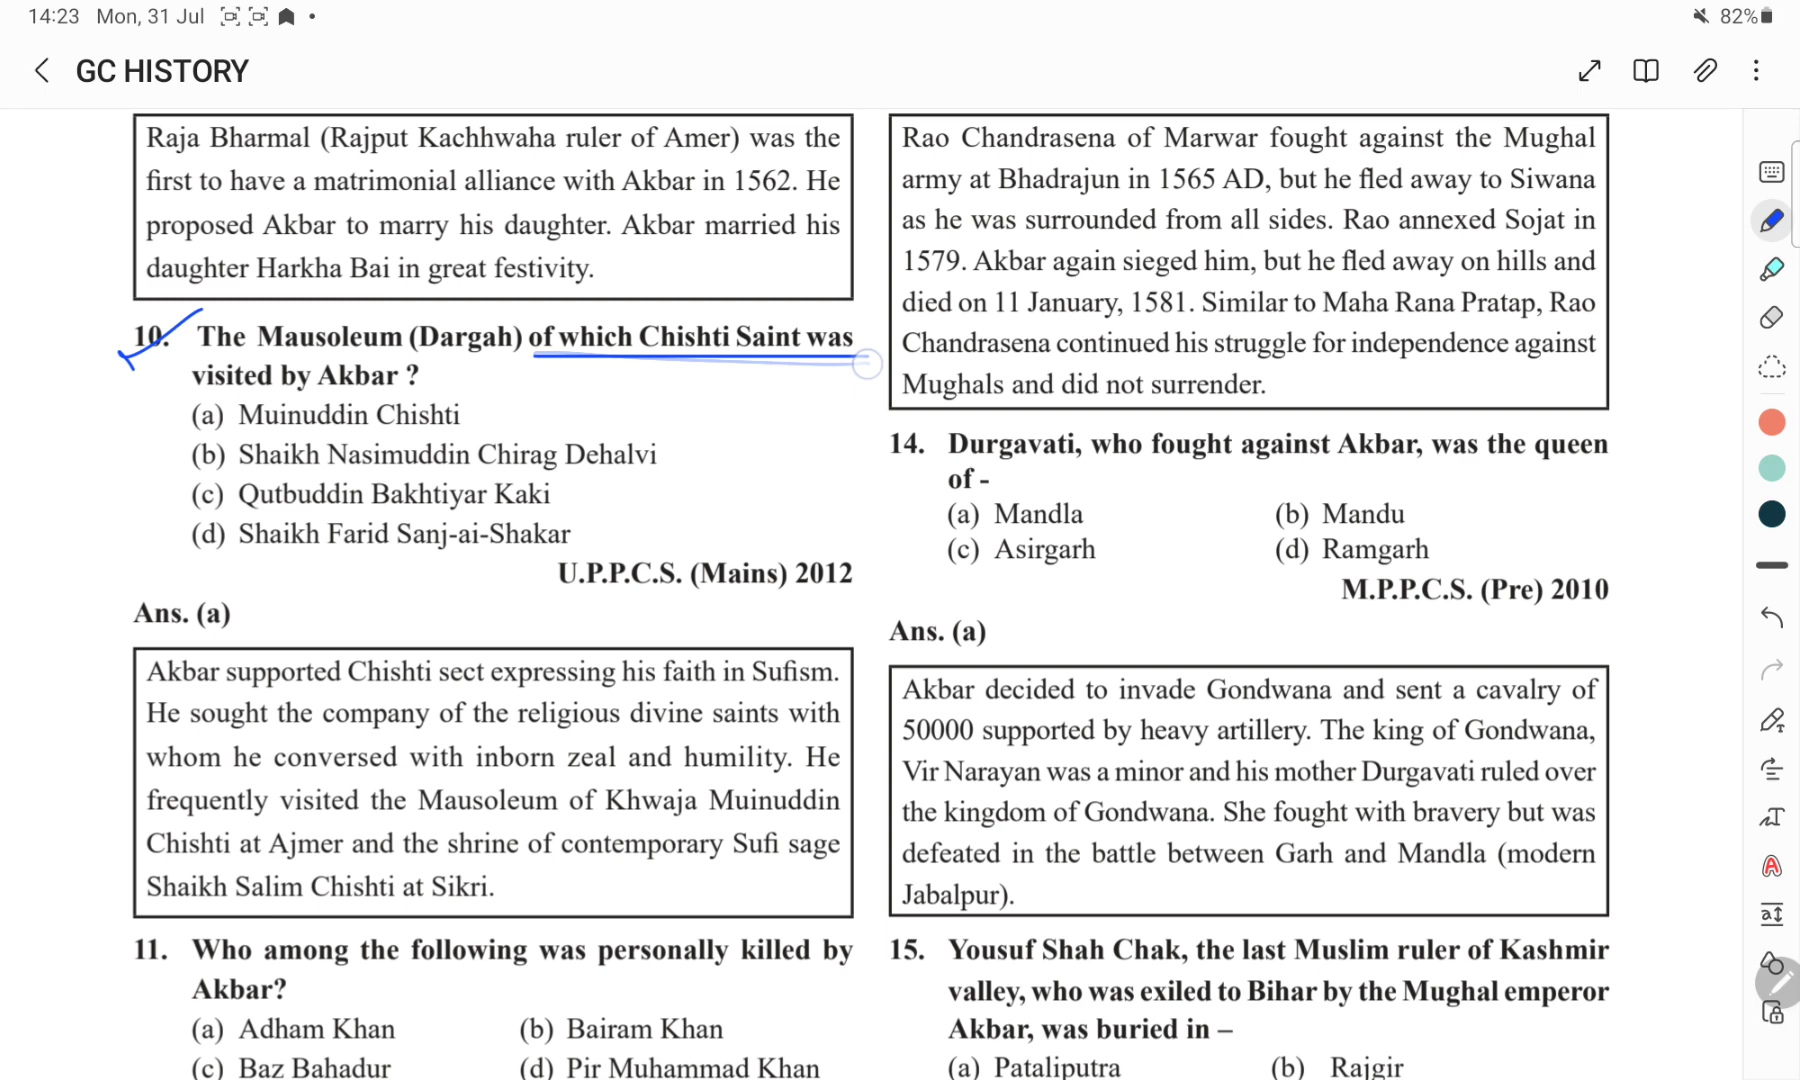 14:23 Mon, 31 Jul
82%
GC HISTORY
Raja Bharmal (Rajput Kachhwaha ruler of Amer) was the
first to have a matrimonial alliance with Akbar in 1562. He
proposed Akbar to marry his daughter. Akbar married his
daughter Harkha Bai in great festivity.
10. The Mausoleum (Dargah) of which Chishti Saint was
visited by Akbar ?
(a) Muinuddin Chishti
(b) Shaikh Nasimuddin Chirag Dehalvi
(c) Qutbuddin Bakhtiyar Kaki
(d) Shaikh Farid Sanj-ai-Shakar
U.P.P.C.S. (Mains) 2012
Ans. (a)
Akbar supported Chishti sect expressing his faith in Sufism.
He sought the company of the religious divine saints with
whom he conversed with inborn zeal and humility. He
frequently visited the Mausoleum of Khwaja Muinuddin
Chishti at Ajmer and the shrine of contemporary Sufi sage
Shaikh Salim Chishti at Sikri.
11. Who among the following was personally killed by
Akbar?
(a) Adham Khan (b) Bairam Khan
(c) Baz Bahadur (d) Pir Muhammad Khan
Rao Chandrasena of Marwar fought against the Mughal
army at Bhadrajun in 1565 AD, but he fled away to Siwana
as he was surrounded from all sides. Rao annexed Sojat in
1579. Akbar again sieged him, but he fled away on hills and
died on 11 January, 1581. Similar to Maha Rana Pratap, Rao
Chandrasena continued his struggle for independence against
Mughals and did not surrender.
14. Durgavati, who fought against Akbar, was the queen
of -
(a) Mandla (b) Mandu
(c) Asirgarh (d) Ramgarh
M.P.P.C.S. (Pre) 2010
Ans. (a)
Akbar decided to invade Gondwana and sent a cavalry of
50000 supported by heavy artillery. The king of Gondwana,
Vir Narayan was a minor and his mother Durgavati ruled over
the kingdom of Gondwana. She fought with bravery but was
defeated in the battle between Garh and Mandla (modern
Jabalpur).
15. Yousuf Shah Chak, the last Muslim ruler of Kashmir
valley, who was exiled to Bihar by the Mughal emperor
Akbar, was buried in –
(a) Pataliputra (b) Rajgir